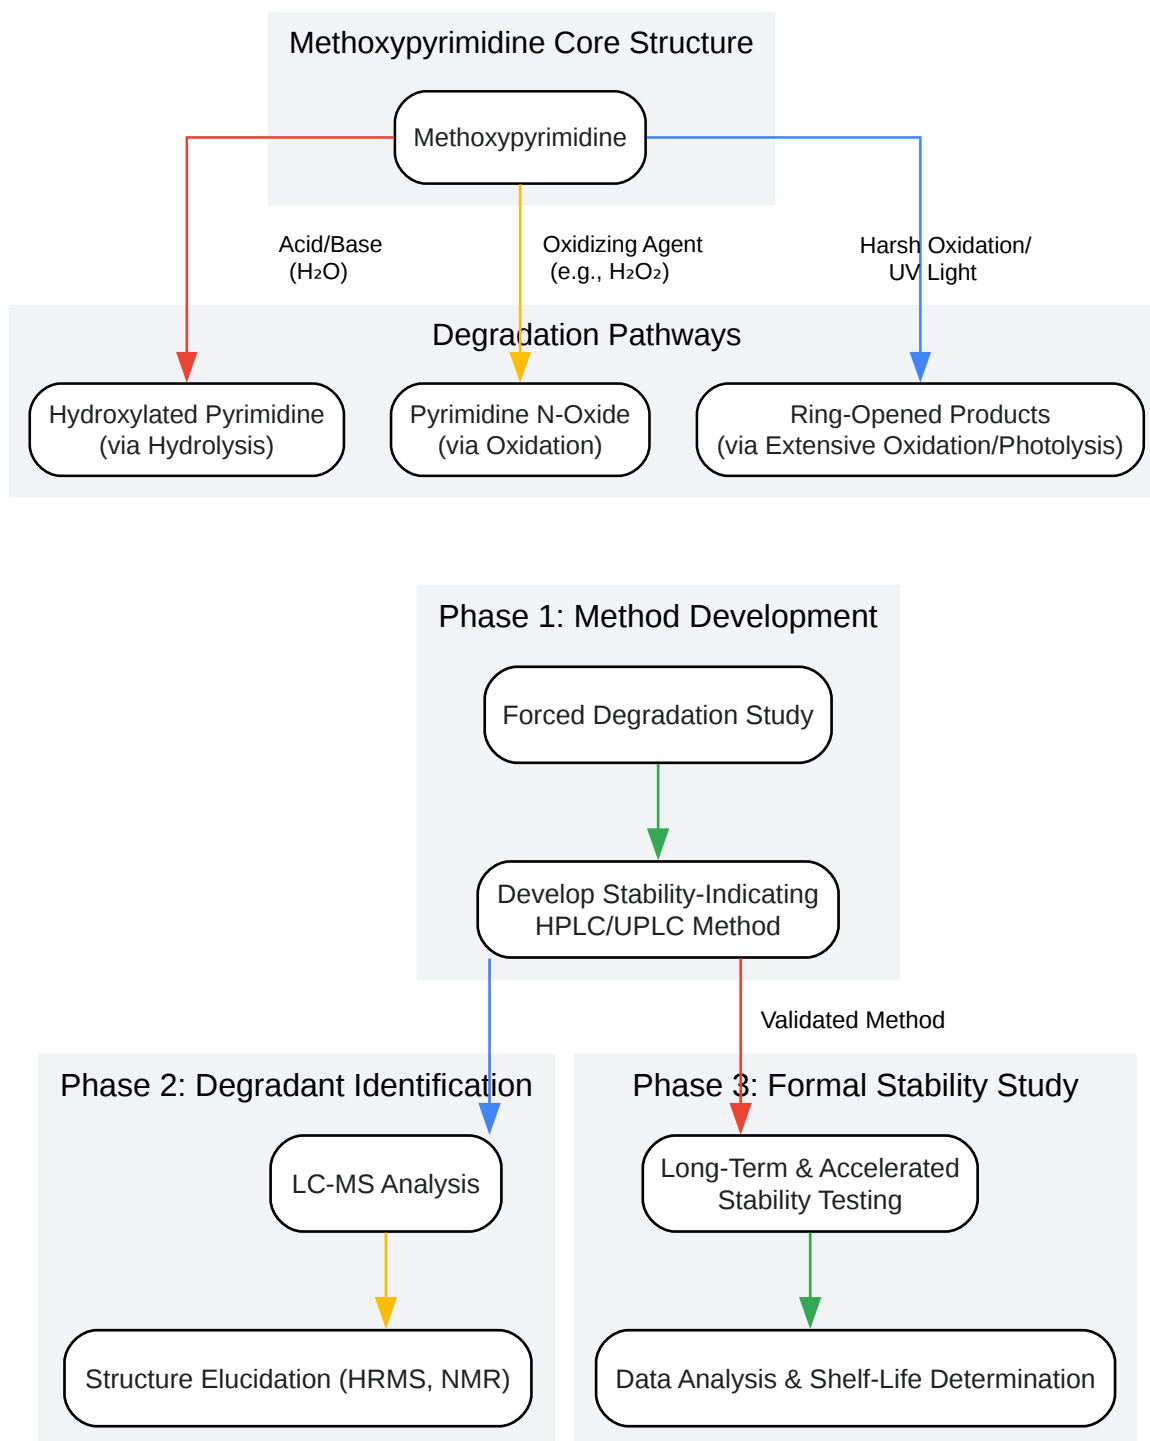 Methoxypyrimidine Core Structure
Methoxypyrimidine
Acid/Base
(H₂O)
Oxidizing Agent
(e.g., H₂O₂)
Harsh Oxidation/
UV Light
Degradation Pathways
Hydroxylated Pyrimidine
(via Hydrolysis)
Pyrimidine N-Oxide
(via Oxidation)
Ring-Opened Products
(via Extensive Oxidation/Photolysis)
Phase 1: Method Development
Forced Degradation Study
Develop Stability-Indicating
HPLC/UPLC Method
Validated Method
Phase 2: Degradant Identification
LC-MS Analysis
Structure Elucidation (HRMS, NMR)
Phase 3: Formal Stability Study
Long-Term & Accelerated
Stability Testing
Data Analysis & Shelf-Life Determination